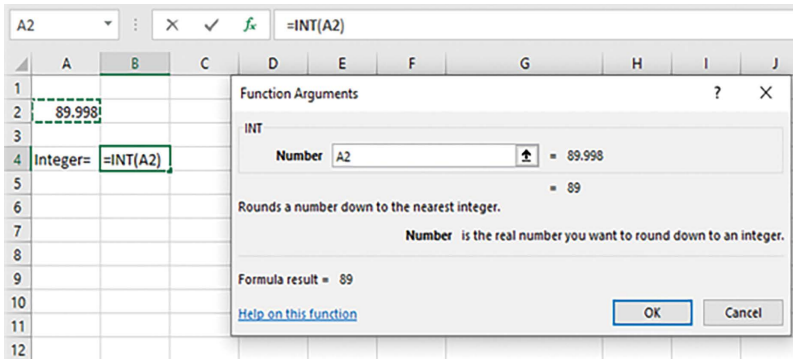 A2 =INT(A2)
A B C D E F G H I J
1
2 89.998
3
4 Integer= =INT(A2)
5
6
7
8
9
10
11
12
Function Arguments ?
INT
Number A2 = 89.998
= 89
Rounds a number down to the nearest integer.
Number is the real number you want to round down to an integer.
Formula result = 89
Help on this function OK Cancel